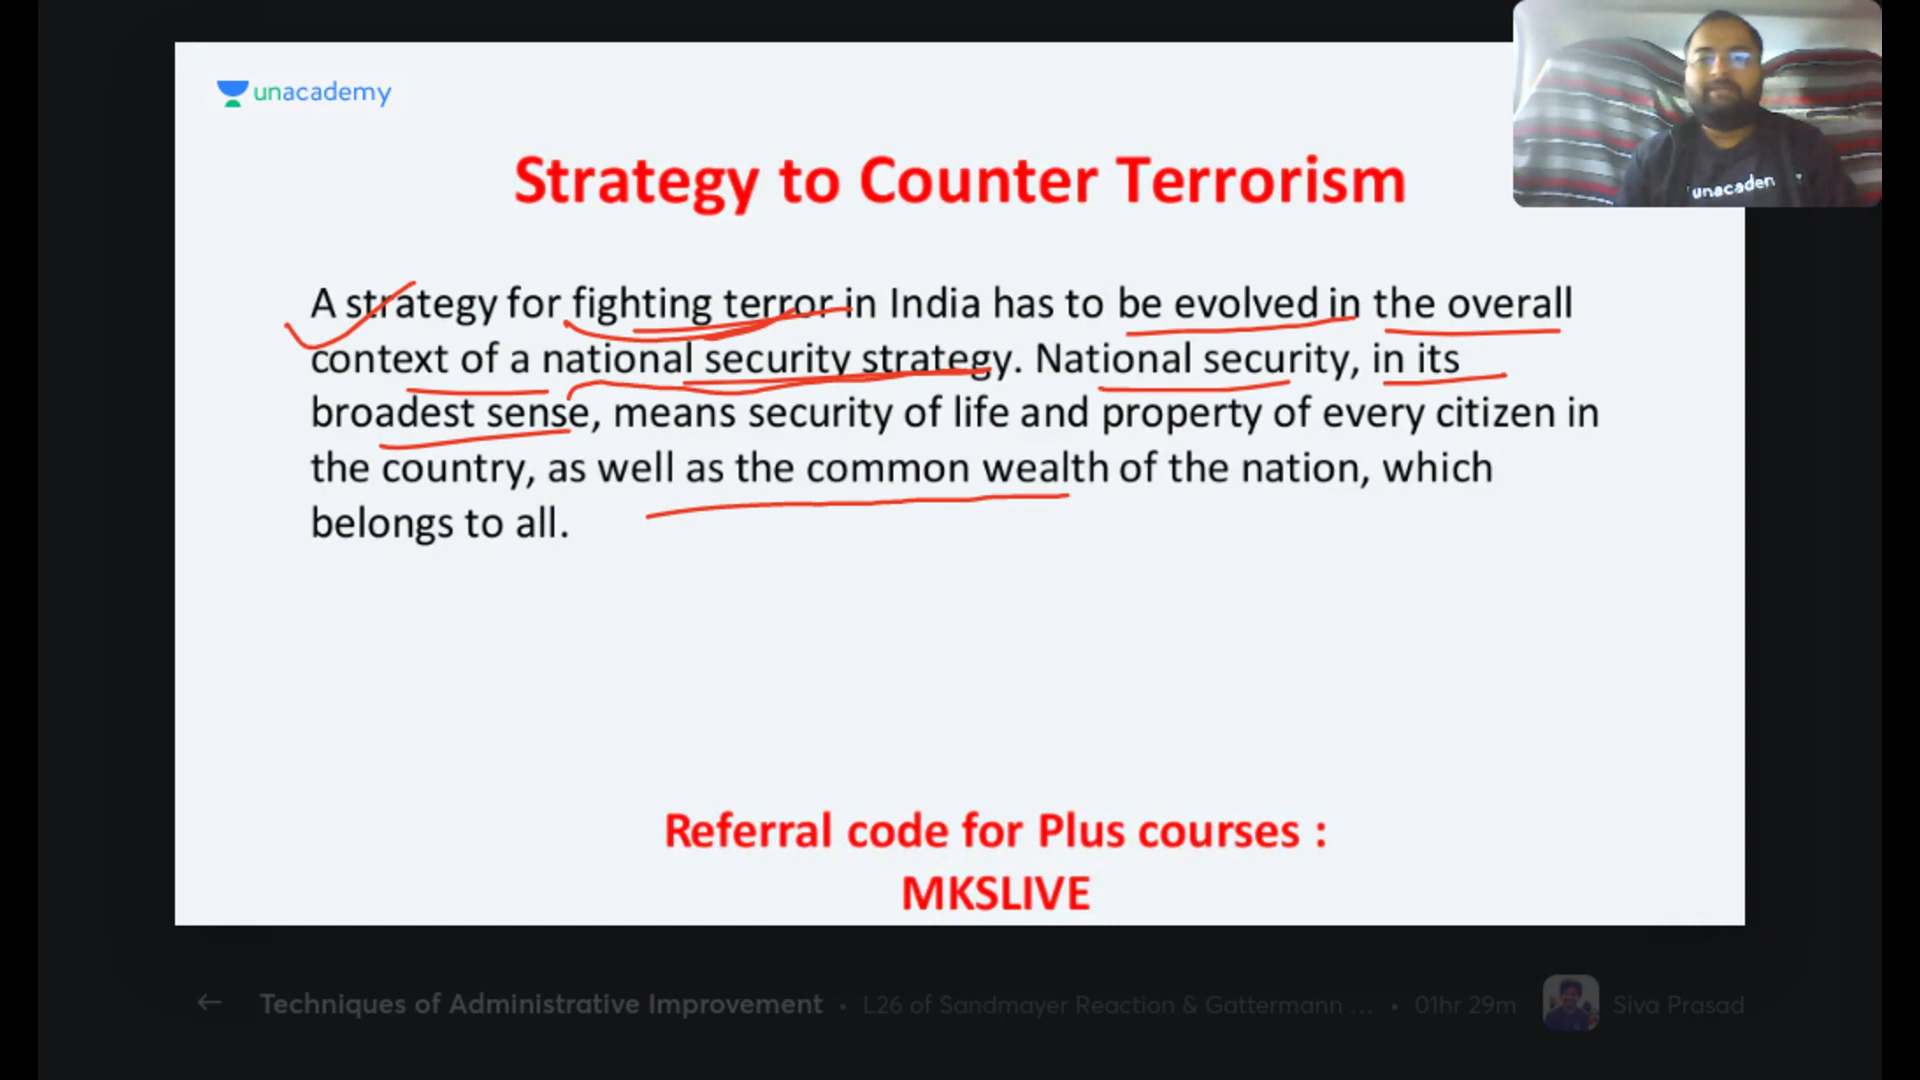 unacademy
Strategy to Counter Terrorism
A strategy for fighting terror in India has to be evolved in the overall
context of a national security strategy. National security, in its
broadest sense, means security of life and property of every citizen in
the country, as well as the common wealth of the nation, which
belongs to all.
unacadem
Referral code for Plus courses :
MKSLIVE
← Techniques of Administrative Improvement • L26 of Sandmayer Reaction & Gattermann ... • 01hr 29m Siva Prasad